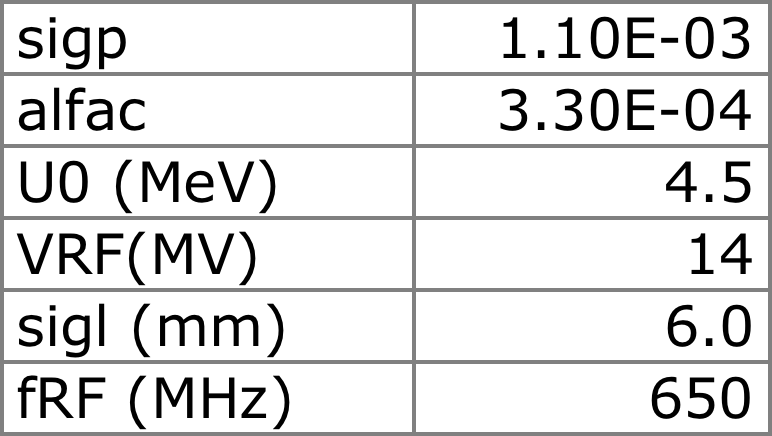 sigp 1.10E-03
alfac 3.30E-04
U0 (MeV) 4.5
VRF(MV) 14
sigl (mm) 6.0
fRF (MHz) 650